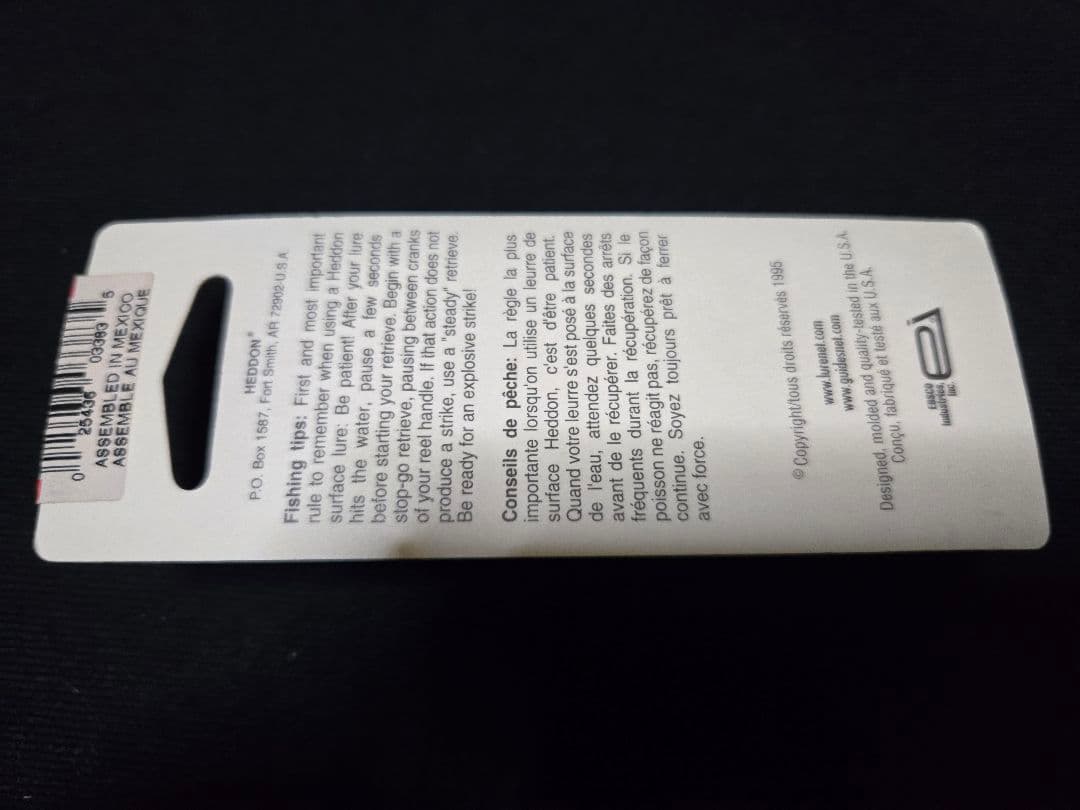 0 25436 03383 6
ASSEMBLED IN MEXICO
ASSEMBLE AU MEXIQUE
HEDDON®
P.O. Box 1587, Fort Smith, AR 72902-U.S.A
Fishing tips: First and most important
rule to remember when using a Heddon
surface lure: Be patient! After your lure
hits the water, pause a few seconds
before starting your retrieve. Begin with a
stop-go retrieve, pausing between cranks
of your reel handle. If that action does not
produce a strike, use a "steady" retrieve.
Be ready for an explosive strike!
Conseils de pêche: La règle la plus
importante lorsqu'on utilise un leurre de
surface Heddon, c'est d'être patient.
Quand votre leurre s'est posé à la surface
de l'eau, attendez quelques secondes
avant de le récupérer. Faites des arrêts
fréquents durant la récupération. Si le
poisson ne réagit pas, récupérez de façon
continue. Soyez toujours prêt à ferrer
avec force.
© Copyright/tous droits réservés 1995
www.lurenet.com
www.guidesnet.com
Designed, molded and quality-tested in the U.S.A.
Conçu, fabriqué et testé aux U.S.A.
EBSCO
Industries,
Inc.